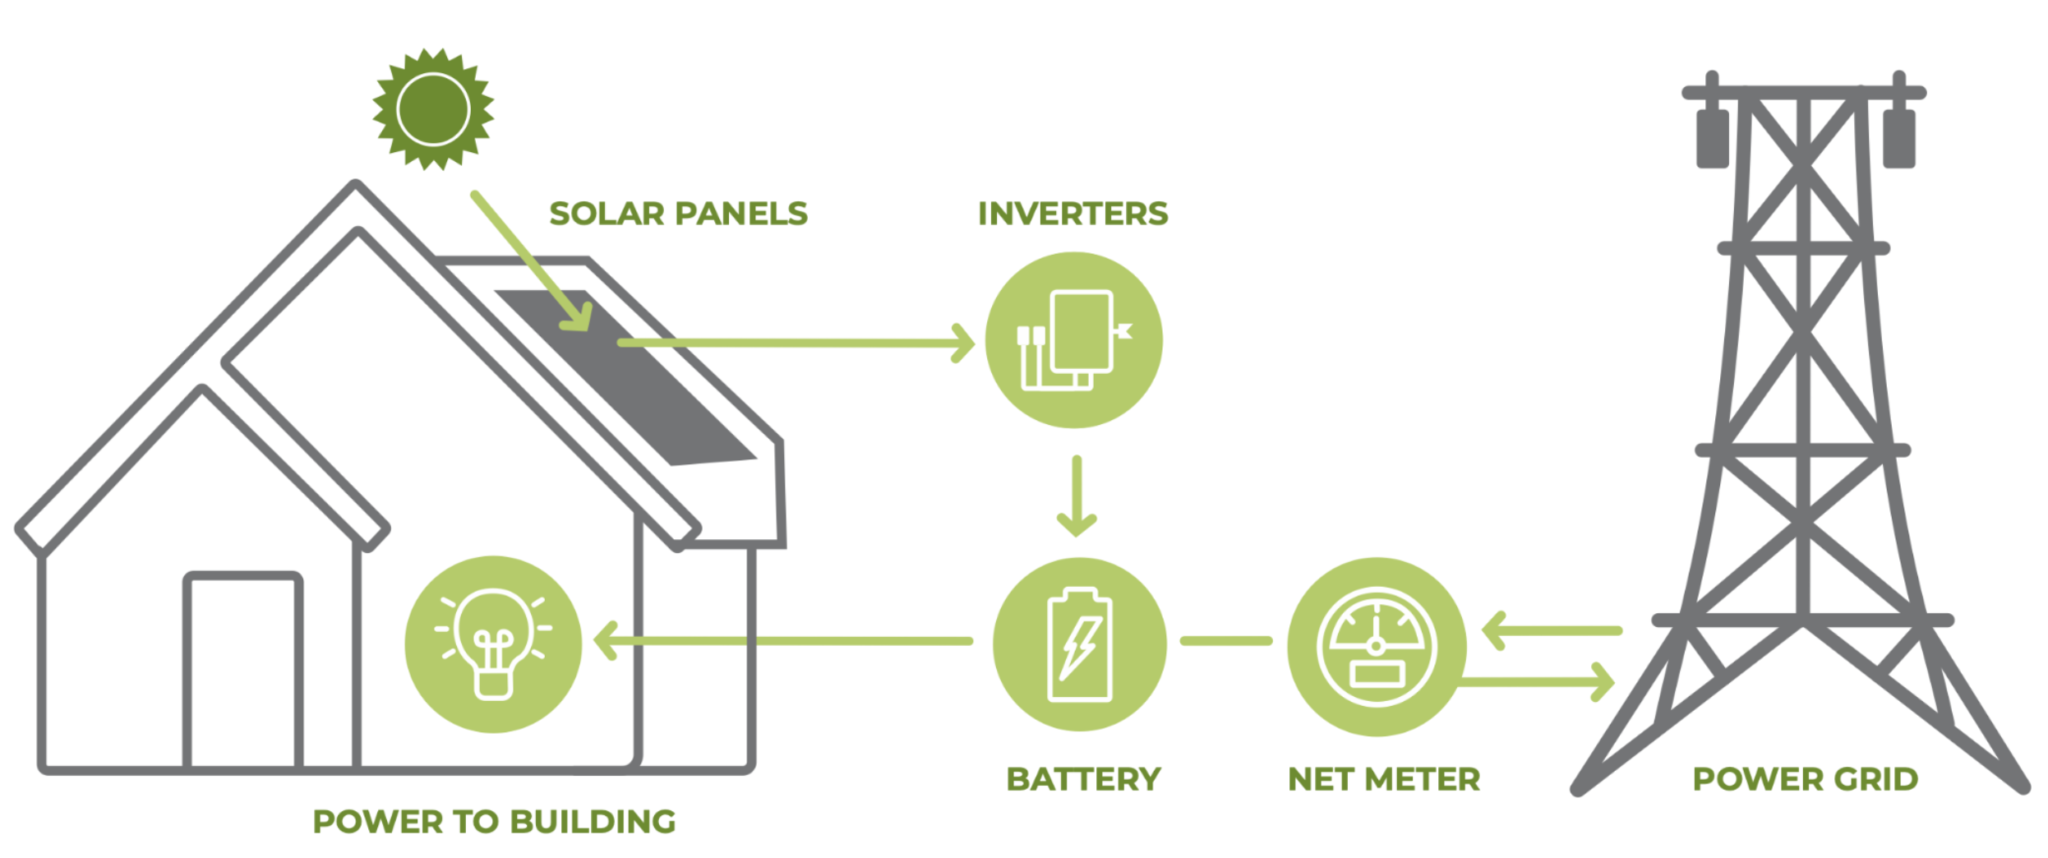 SOLAR PANELS
INVERTERS
BATTERY
NET METER
POWER GRID
POWER TO BUILDING